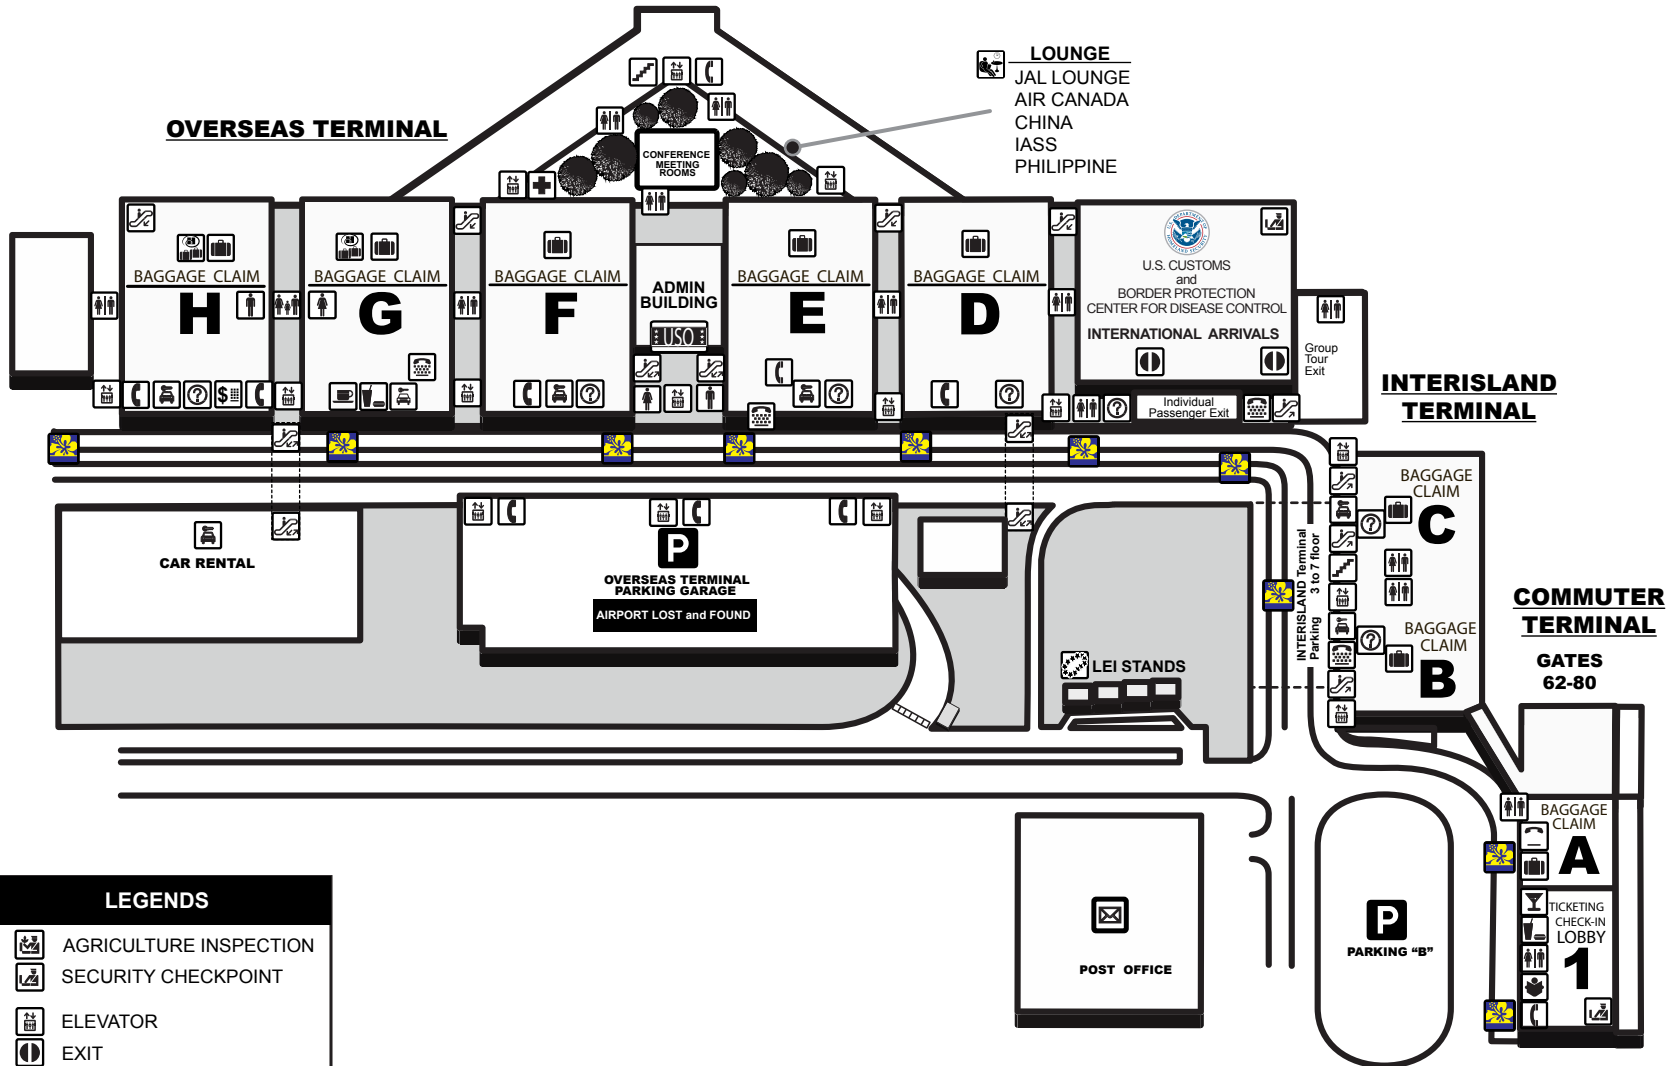 LOUNGE
JAL LOUNGE
AIR CANADA
CHINA
IASS
PHILIPPINE
OVERSEAS TERMINAL
CONFERENCE
MEETING
ROOMS
BAGGAGE CLAIM
H
BAGGAGE CLAIM
G
BAGGAGE CLAIM
F
ADMIN
BUILDING
USO
BAGGAGE CLAIM
E
BAGGAGE CLAIM
D
U.S. CUSTOMS
and
BORDER PROTECTION
CENTER FOR DISEASE CONTROL
INTERNATIONAL ARRIVALS
Group
Tour
Exit
Individual
Passenger Exit
INTERISLAND
TERMINAL
BAGGAGE
CLAIM
C
BAGGAGE
CLAIM
B
INTERISLAND Terminal
Parking 3 to 7 floor
CAR RENTAL
P
OVERSEAS TERMINAL
PARKING GARAGE
AIRPORT LOST and FOUND
LEI STANDS
COMMUTER
TERMINAL
GATES
62-80
BAGGAGE
CLAIM
A
TICKETING
CHECK-IN
LOBBY
1
POST OFFICE
P
PARKING “B”
LEGENDS
AGRICULTURE INSPECTION
SECURITY CHECKPOINT
ELEVATOR
EXIT